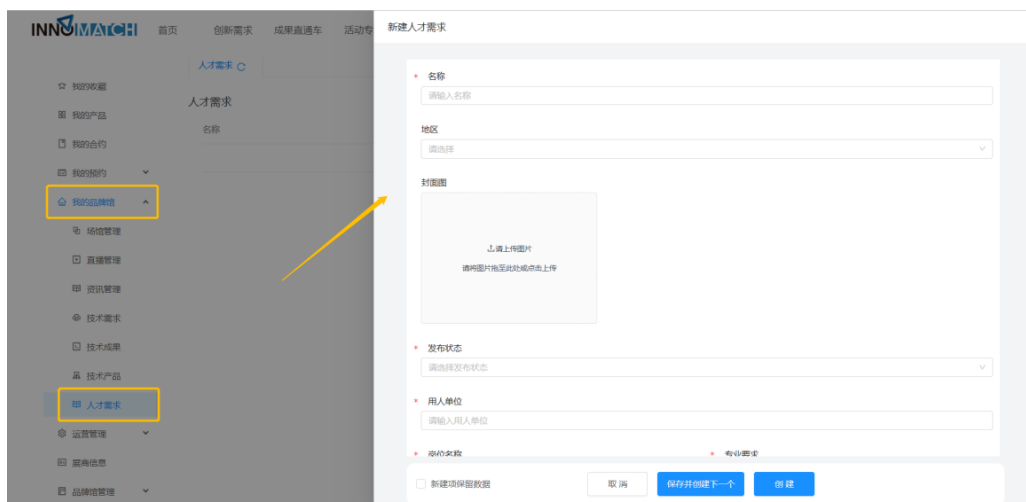 INNOMATCH 首页 创新需求 成果直通车 活动专
人才需求
我的收藏
我的产品
我的合约
我的预约
我的品牌馆
场馆管理
直播管理
资讯管理
技术需求
技术成果
技术产品
人才需求
运营管理
展商信息
品牌馆管理
人才需求
名称
新建人才需求
* 名称
请输入名称
地区
请选择
封面图
请上传图片
请将图片拖至此处或点击上传
* 发布状态
请选择发布状态
* 用人单位
请输入用人单位
* 岗位名称 * 专业要求
新建项保留数据 取消 保存并创建下一个 创建